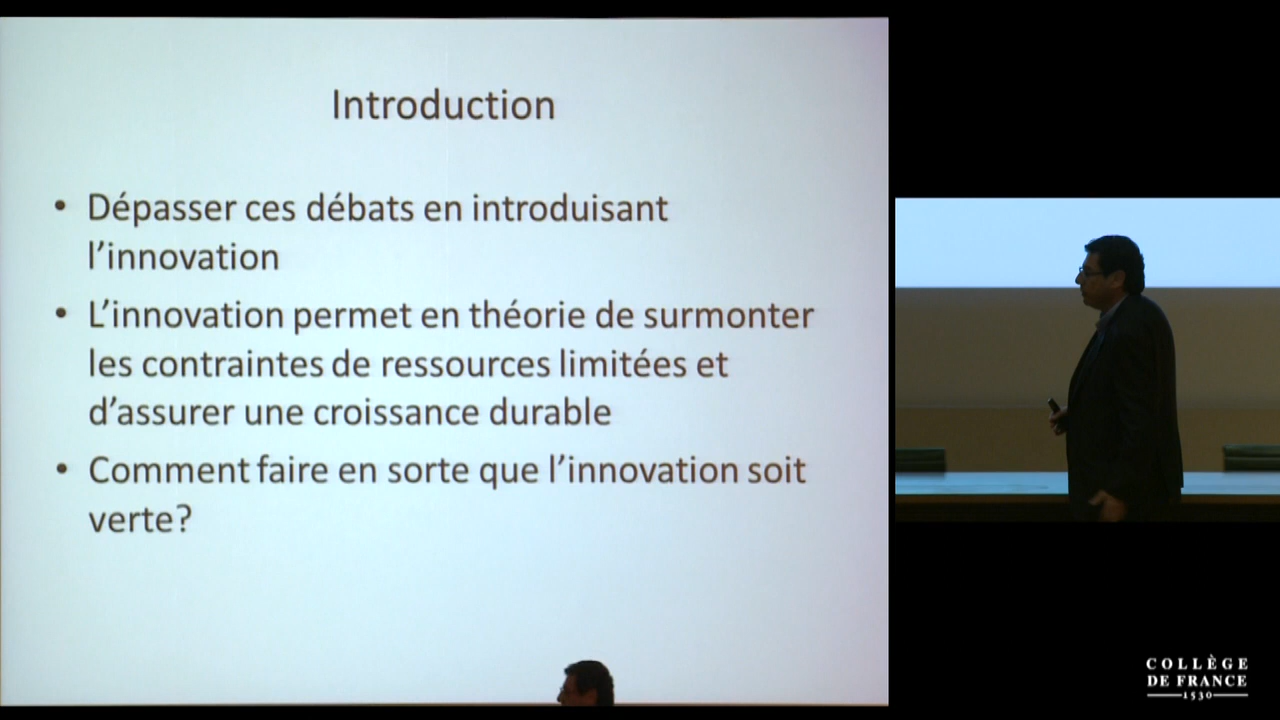 Introduction
• Dépasser ces débats en introduisant
l’innovation
• L’innovation permet en théorie de surmonter
les contraintes de ressources limitées et
d’assurer une croissance durable
• Comment faire en sorte que l’innovation soit
verte?
COLLÈGE
DE FRANCE
1530